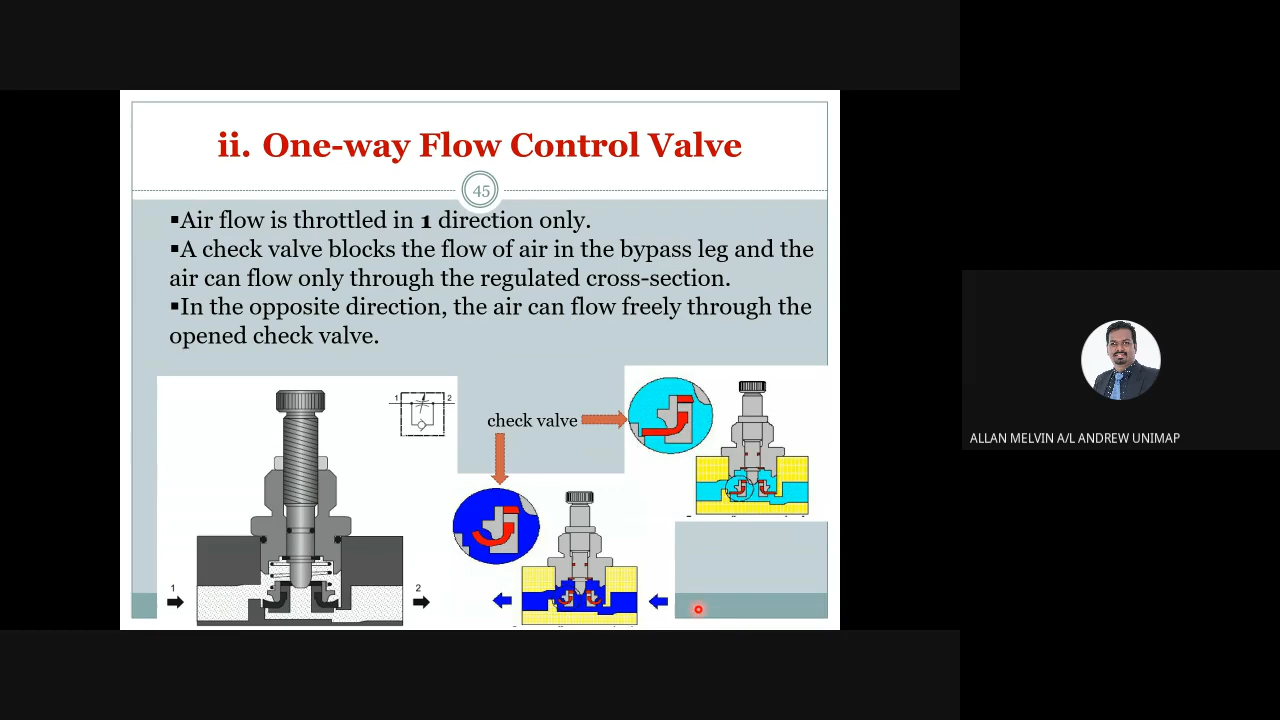 ii. One-way Flow Control Valve
45
▪Air flow is throttled in 1 direction only.
▪A check valve blocks the flow of air in the bypass leg and the
air can flow only through the regulated cross-section.
▪In the opposite direction, the air can flow freely through the
opened check valve.
1 2
check valve
1 2
ALLAN MELVIN A/L ANDREW UNIMAP